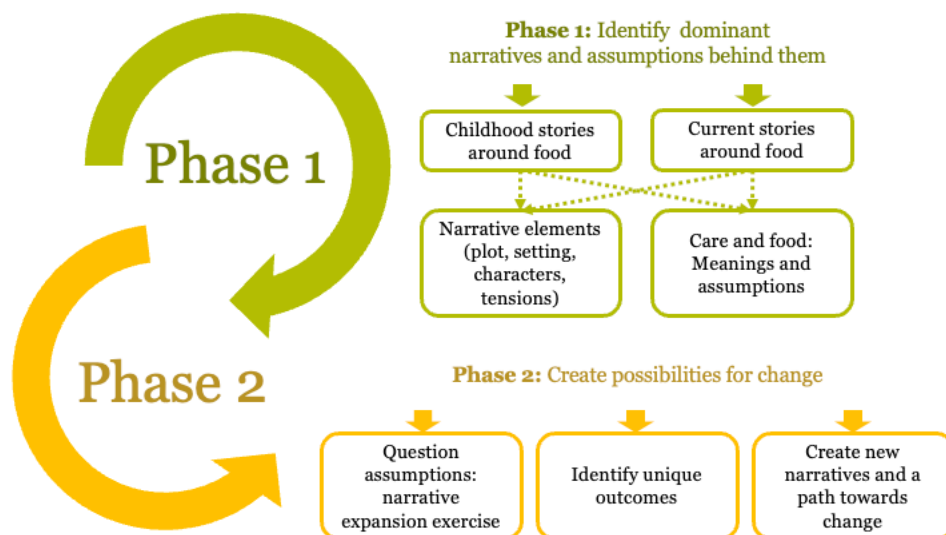 Phase 1: Identify dominant
narratives and assumptions behind them
Phase 1
Childhood stories
around food
Current stories
around food
Narrative elements
(plot, setting,
characters,
tensions)
Care and food:
Meanings and
assumptions
Phase 2
Phase 2: Create possibilities for change
Question
assumptions:
narrative
expansion exercise
Identify unique
outcomes
Create new
narratives and a
path towards
change